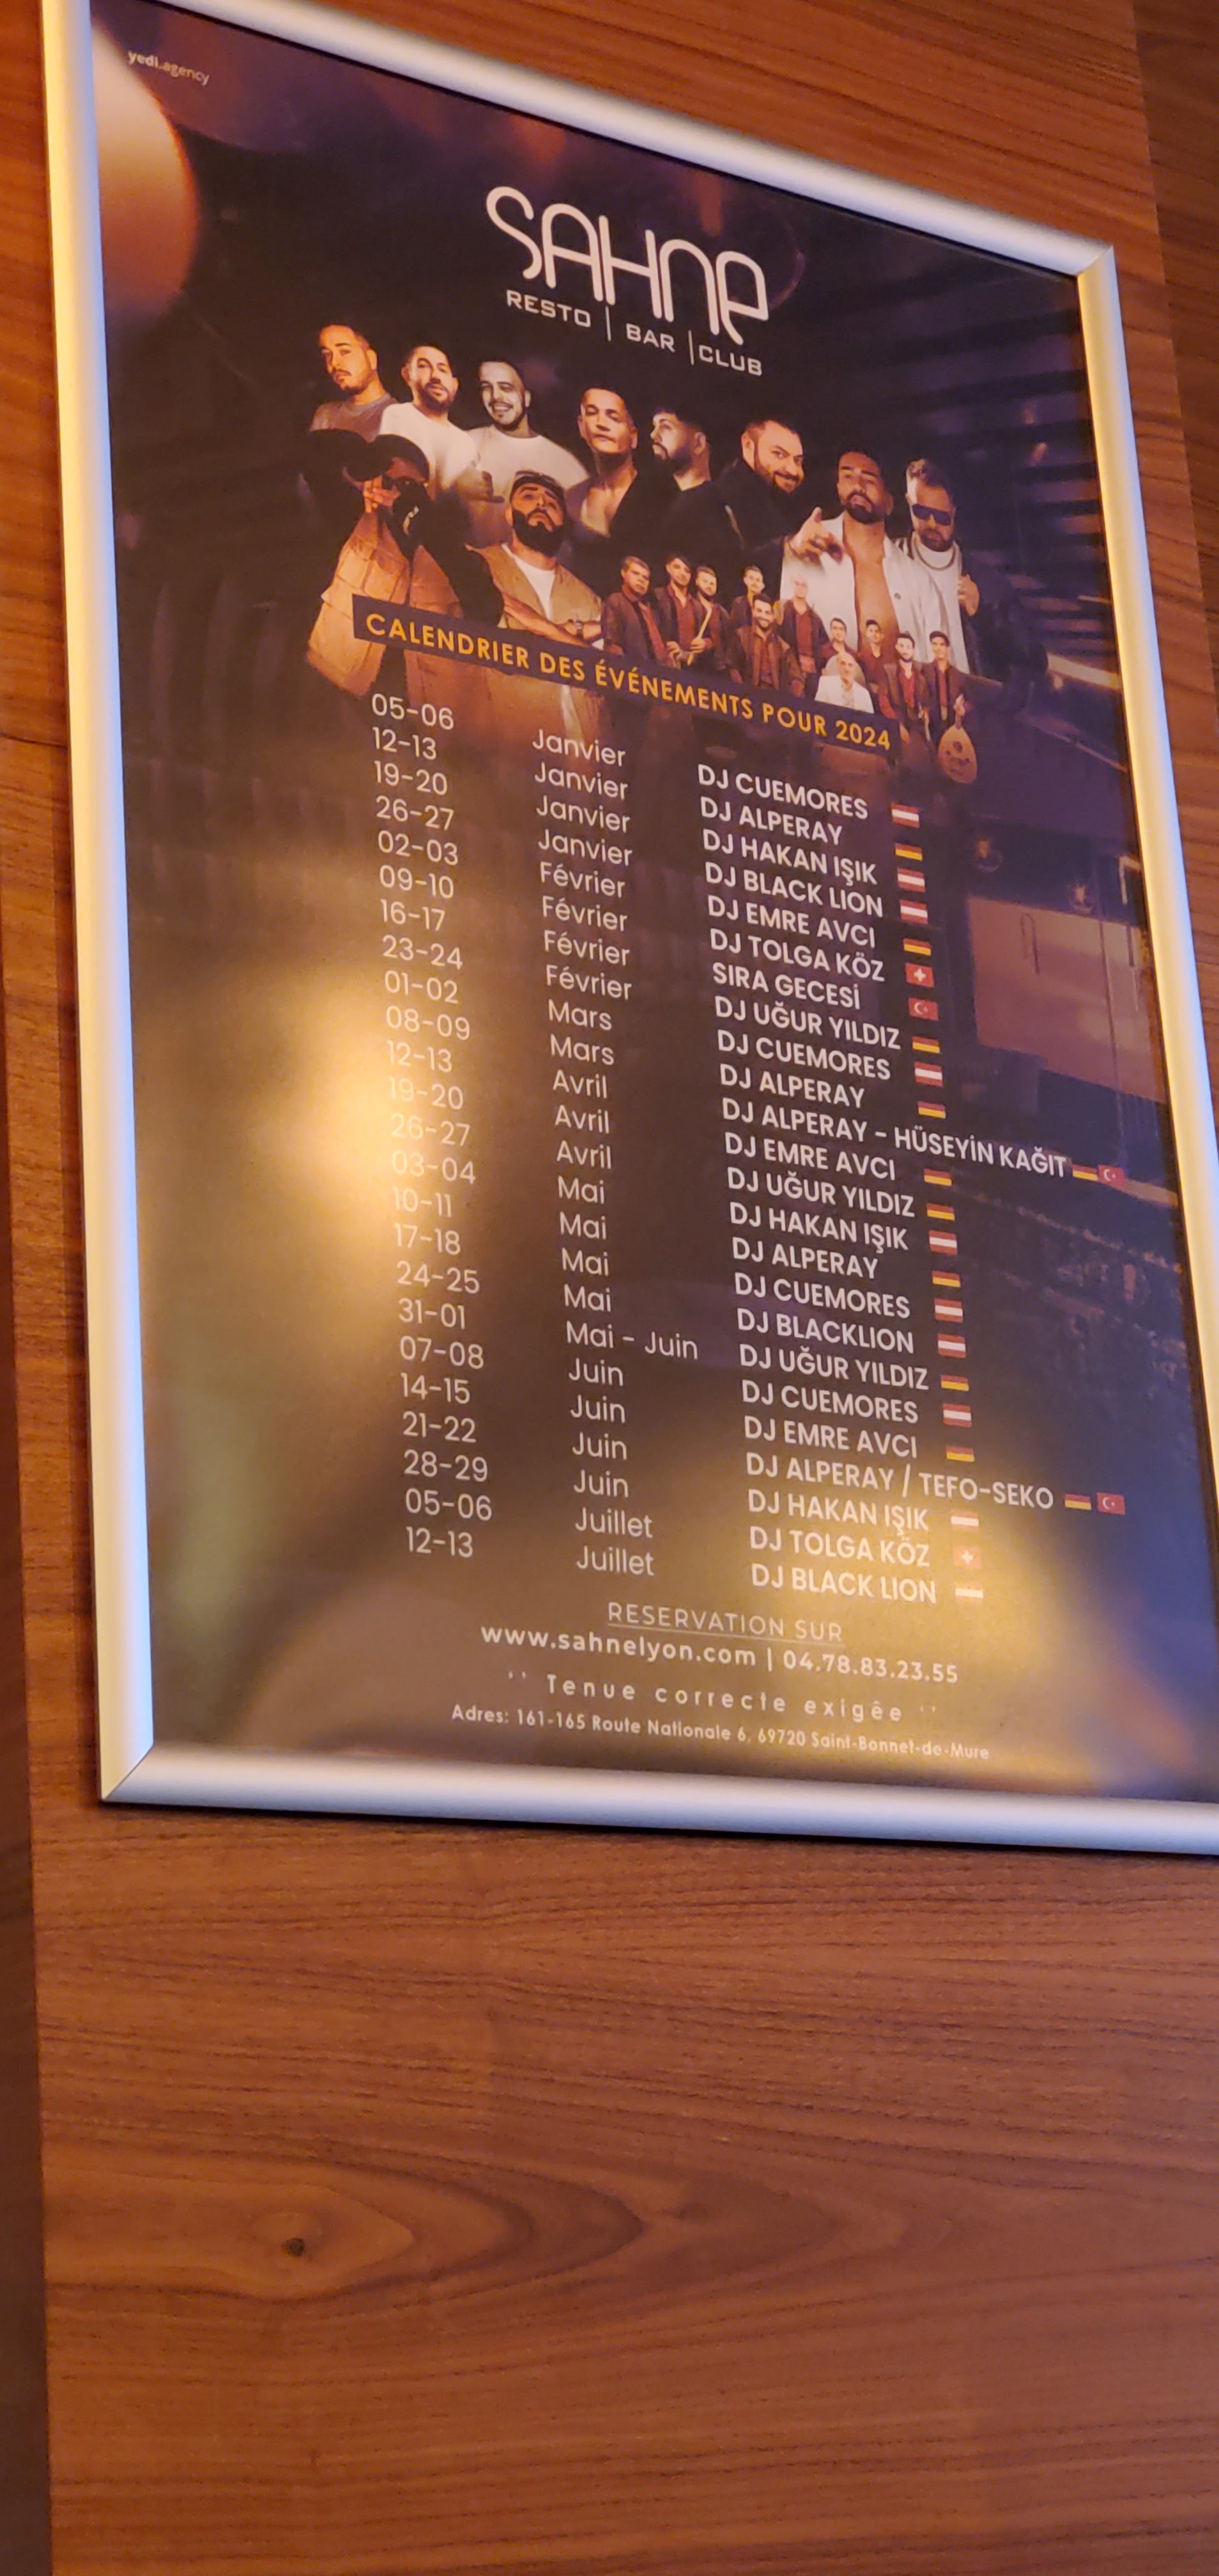 yedi.agency
SAHNE
RESTO | BAR | CLUB
CALENDRIER DES ÉVÉNEMENTS POUR 2024
05-06 Janvier DJ CUEMORES
12-13 Janvier DJ ALPERAY
19-20 Janvier DJ HAKAN IŞIK
26-27 Janvier DJ BLACK LION
02-03 Février DJ EMRE AVCI
09-10 Février DJ TOLGA KÖZ
16-17 Février SIRA GECESİ
23-24 Février DJ UĞUR YILDIZ
01-02 Mars DJ CUEMORES
08-09 Mars DJ ALPERAY
12-13 Avril DJ ALPERAY - HÜSEYİN KAĞIT
19-20 Avril DJ EMRE AVCI
26-27 Avril DJ UĞUR YILDIZ
03-04 Mai DJ HAKAN IŞIK
10-11 Mai DJ ALPERAY
17-18 Mai DJ CUEMORES
24-25 Mai DJ BLACKLION
31-01 Mai - Juin DJ UĞUR YILDIZ
07-08 Juin DJ CUEMORES
14-15 Juin DJ EMRE AVCI
21-22 Juin DJ ALPERAY / TEFO-SEKO
28-29 Juin DJ HAKAN IŞIK
05-06 Juillet DJ TOLGA KÖZ
12-13 Juillet DJ BLACK LION
RESERVATION SUR
www.sahnelyon.com | 04.78.83.23.55
'' Tenue correcte exigêe ''
Adres: 161-165 Route Nationale 6, 69720 Saint-Bonnet-de-Mure